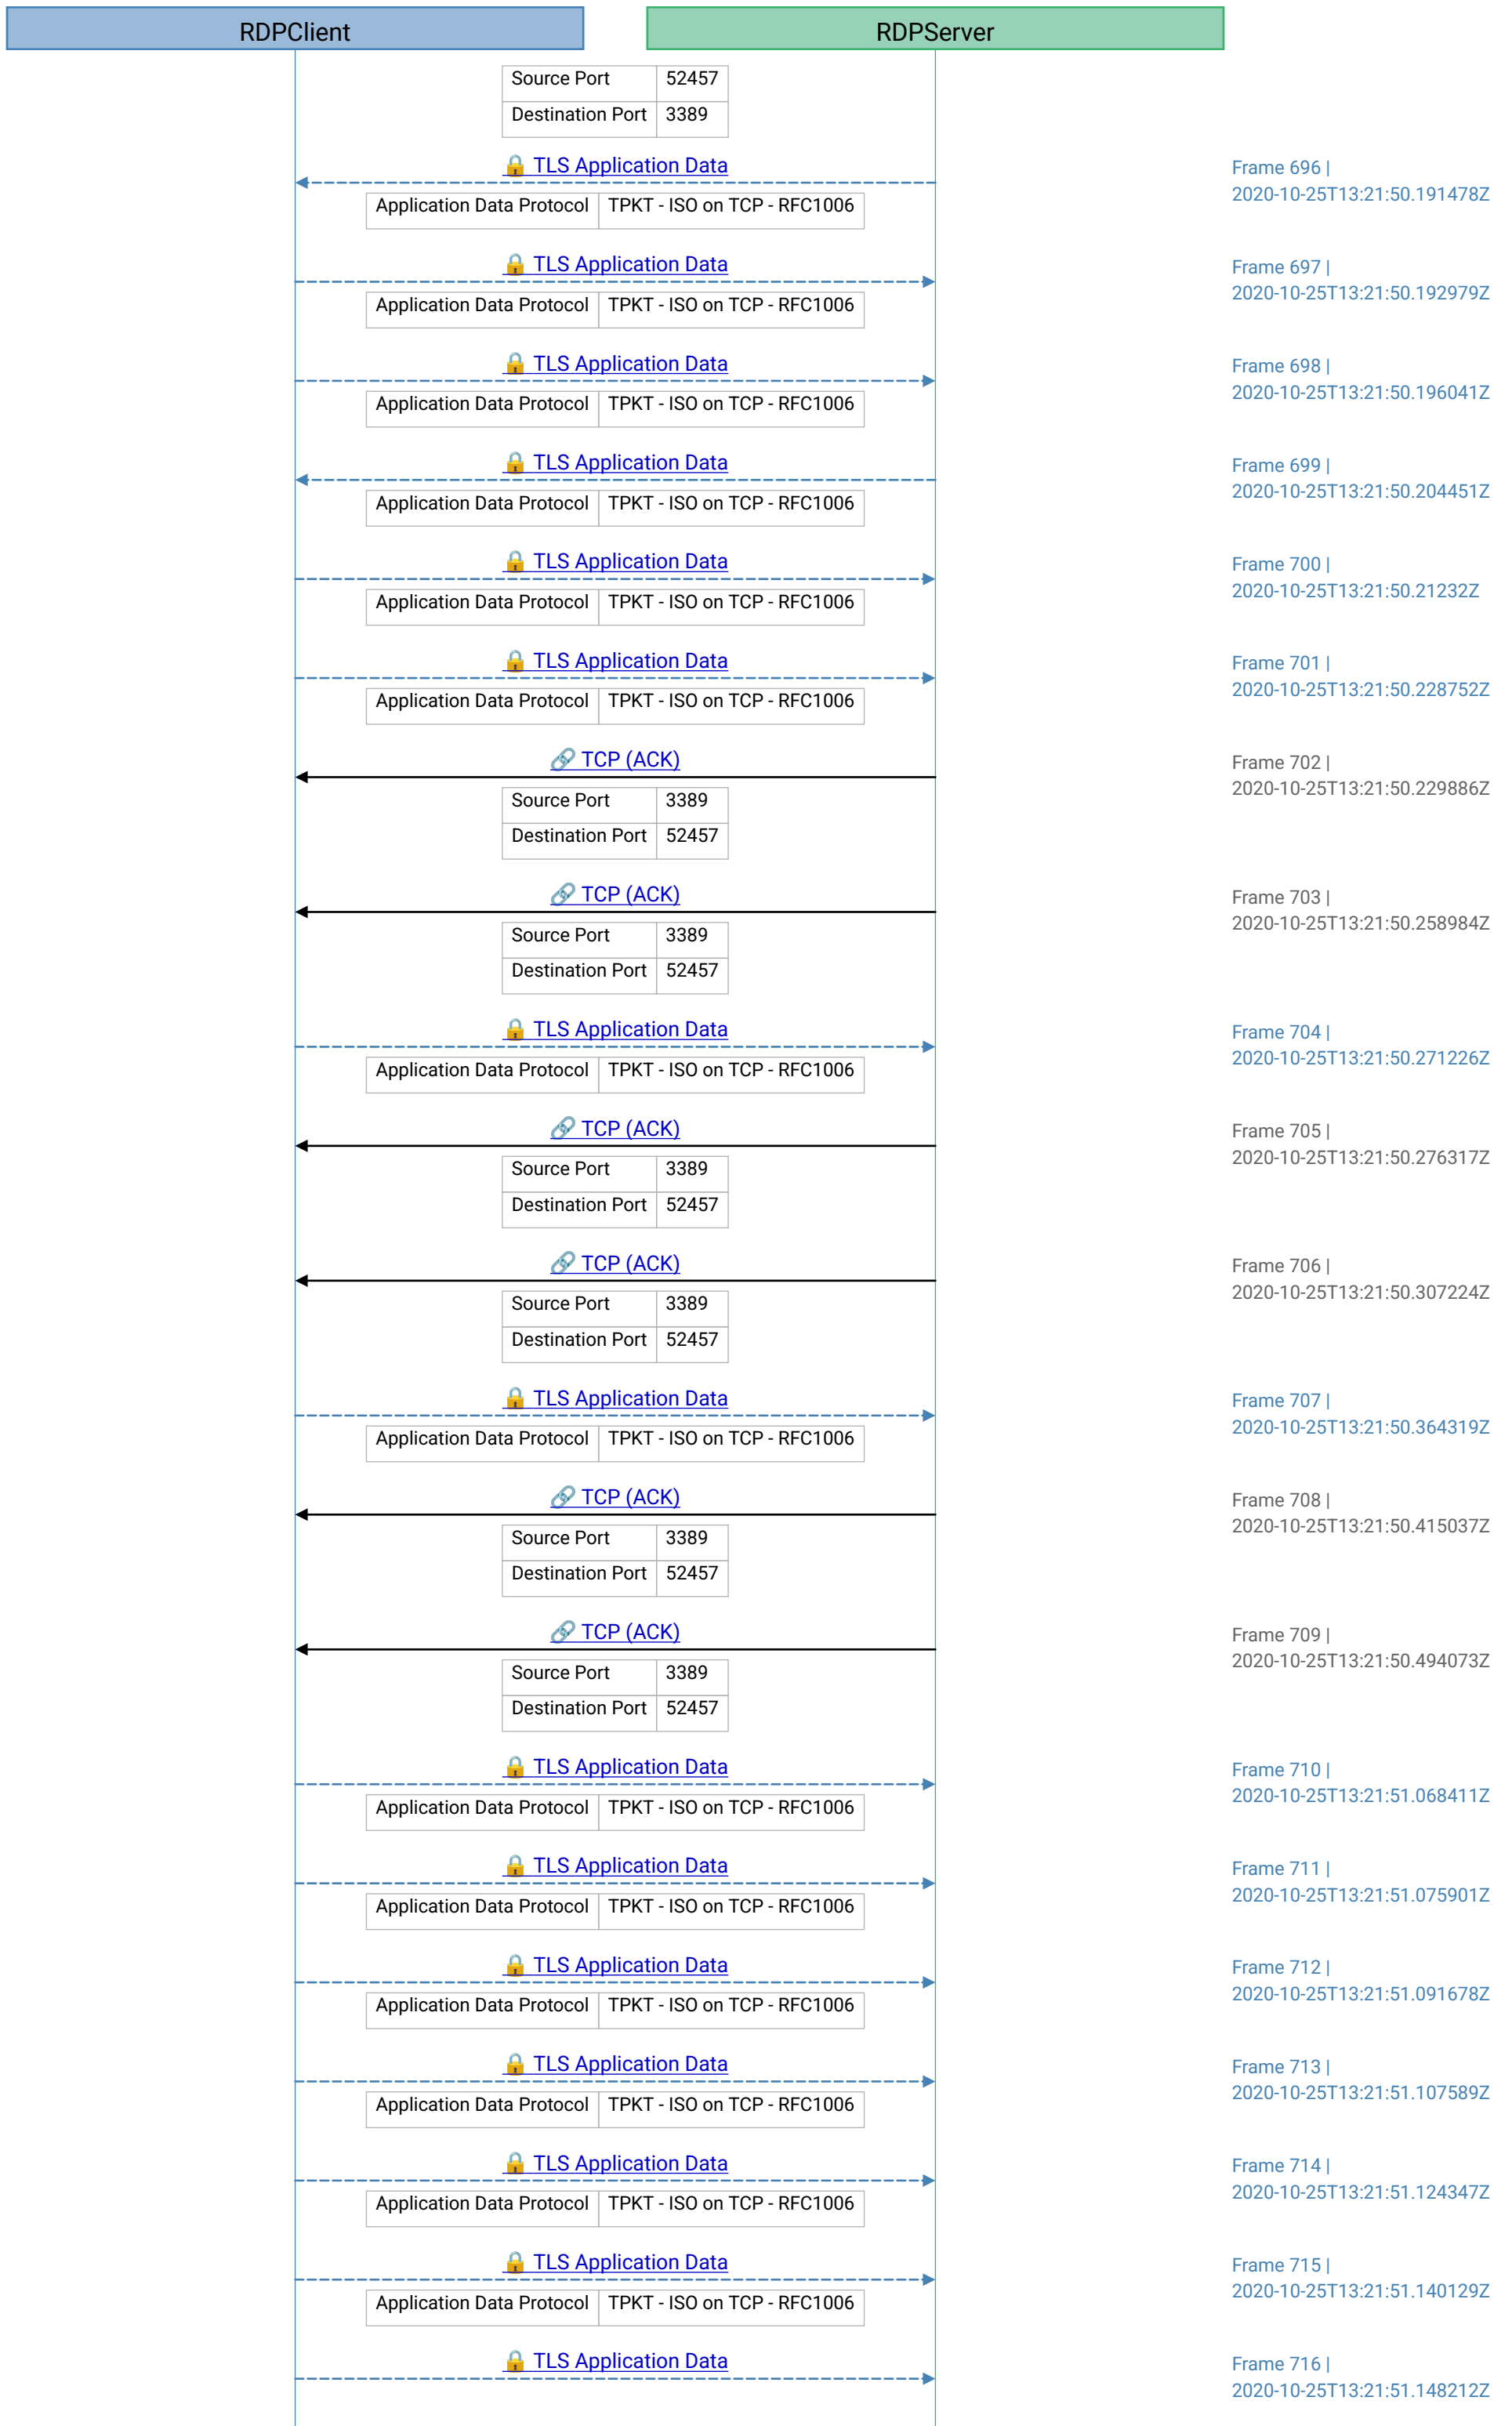 RDPClient RDPServer
Source Port 52457
Destination Port 3389
TLS Application Data Frame 696 |
2020-10-25T13:21:50.191478Z
Application Data Protocol TPKT - ISO on TCP - RFC1006
TLS Application Data Frame 697 |
2020-10-25T13:21:50.192979Z
Application Data Protocol TPKT - ISO on TCP - RFC1006
TLS Application Data Frame 698 |
2020-10-25T13:21:50.196041Z
Application Data Protocol TPKT - ISO on TCP - RFC1006
TLS Application Data Frame 699 |
2020-10-25T13:21:50.204451Z
Application Data Protocol TPKT - ISO on TCP - RFC1006
TLS Application Data Frame 700 |
2020-10-25T13:21:50.21232Z
Application Data Protocol TPKT - ISO on TCP - RFC1006
TLS Application Data Frame 701 |
2020-10-25T13:21:50.228752Z
Application Data Protocol TPKT - ISO on TCP - RFC1006
TCP (ACK) Frame 702 |
2020-10-25T13:21:50.229886Z
Source Port 3389
Destination Port 52457
TCP (ACK) Frame 703 |
2020-10-25T13:21:50.258984Z
Source Port 3389
Destination Port 52457
TLS Application Data Frame 704 |
2020-10-25T13:21:50.271226Z
Application Data Protocol TPKT - ISO on TCP - RFC1006
TCP (ACK) Frame 705 |
2020-10-25T13:21:50.276317Z
Source Port 3389
Destination Port 52457
TCP (ACK) Frame 706 |
2020-10-25T13:21:50.307224Z
Source Port 3389
Destination Port 52457
TLS Application Data Frame 707 |
2020-10-25T13:21:50.364319Z
Application Data Protocol TPKT - ISO on TCP - RFC1006
TCP (ACK) Frame 708 |
2020-10-25T13:21:50.415037Z
Source Port 3389
Destination Port 52457
TCP (ACK) Frame 709 |
2020-10-25T13:21:50.494073Z
Source Port 3389
Destination Port 52457
TLS Application Data Frame 710 |
2020-10-25T13:21:51.068411Z
Application Data Protocol TPKT - ISO on TCP - RFC1006
TLS Application Data Frame 711 |
2020-10-25T13:21:51.075901Z
Application Data Protocol TPKT - ISO on TCP - RFC1006
TLS Application Data Frame 712 |
2020-10-25T13:21:51.091678Z
Application Data Protocol TPKT - ISO on TCP - RFC1006
TLS Application Data Frame 713 |
2020-10-25T13:21:51.107589Z
Application Data Protocol TPKT - ISO on TCP - RFC1006
TLS Application Data Frame 714 |
2020-10-25T13:21:51.124347Z
Application Data Protocol TPKT - ISO on TCP - RFC1006
TLS Application Data Frame 715 |
2020-10-25T13:21:51.140129Z
Application Data Protocol TPKT - ISO on TCP - RFC1006
TLS Application Data Frame 716 |
2020-10-25T13:21:51.148212Z